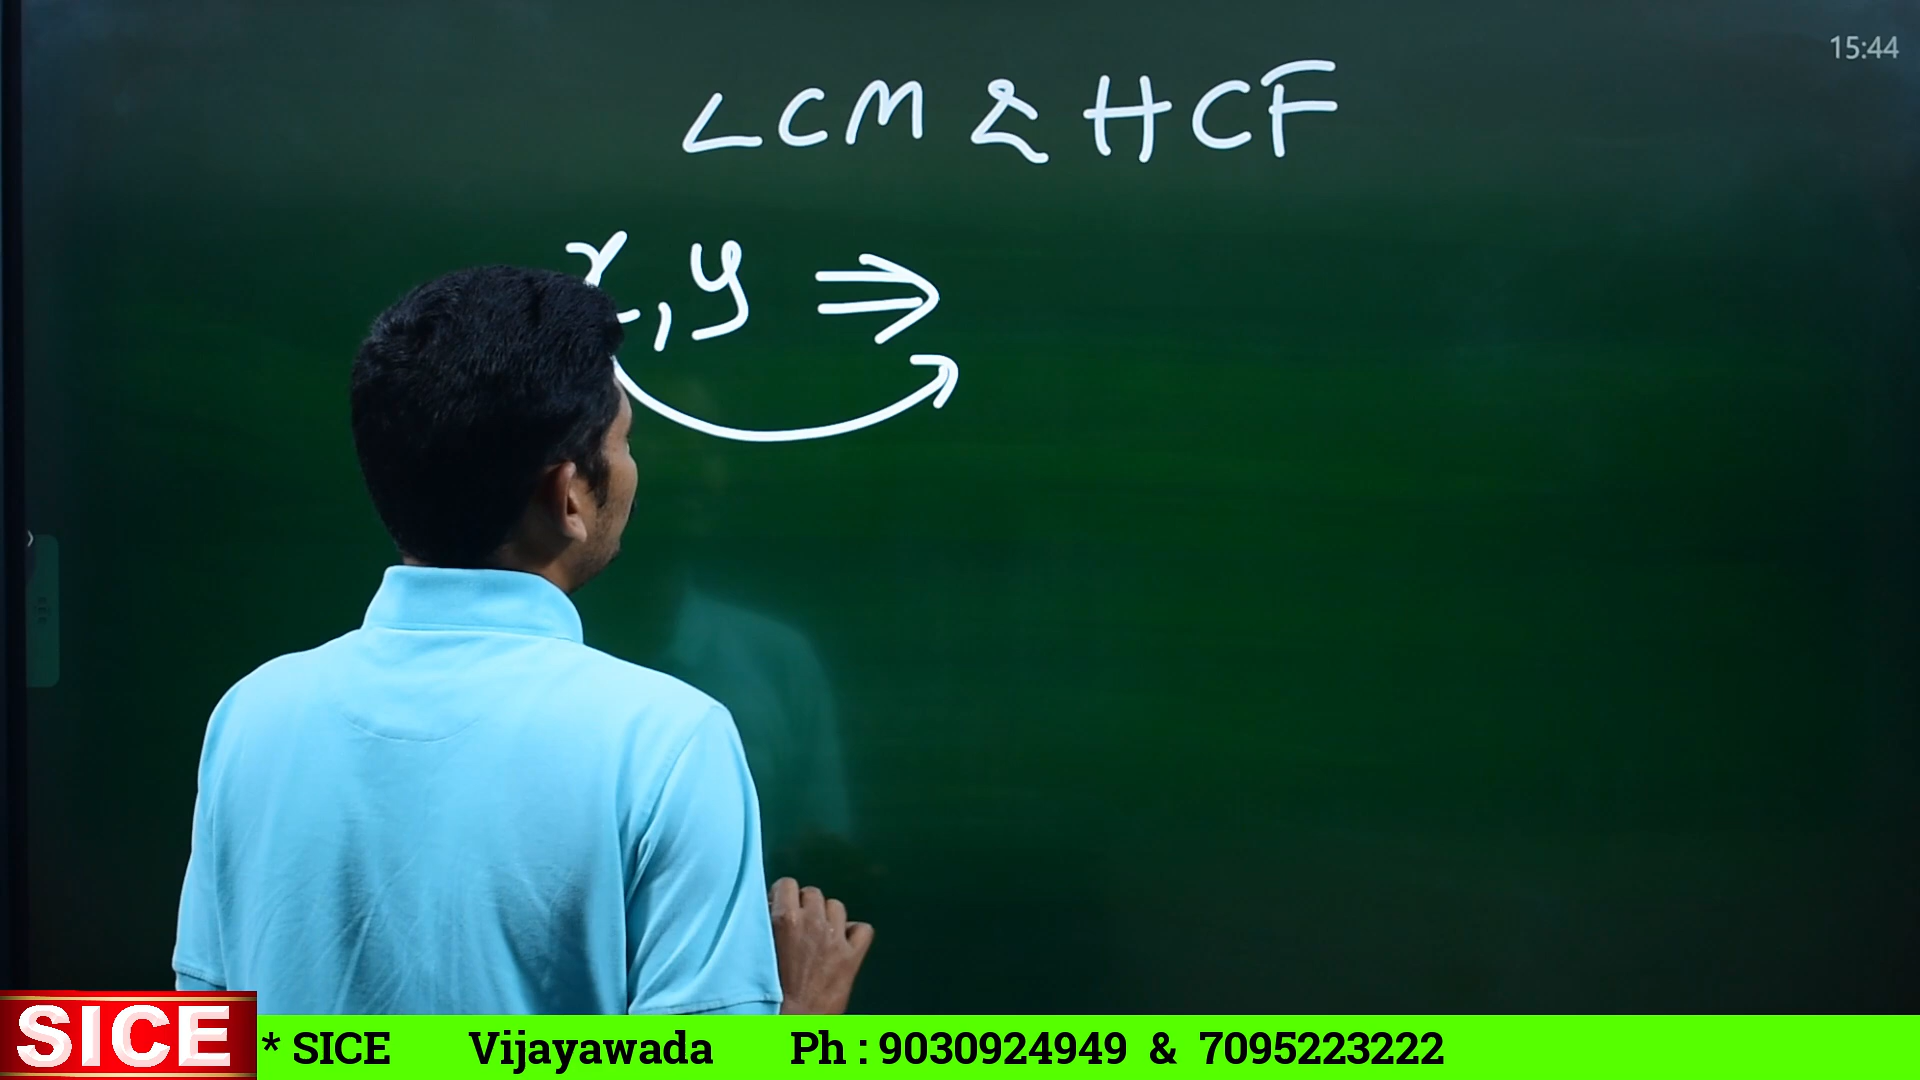 15:44
LCM & HCF
x, y ⇒
SICE
* SICE Vijayawada Ph : 9030924949 & 7095223222